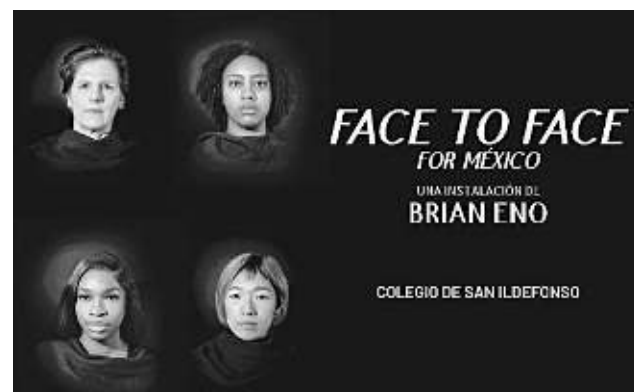 FACE TO FACE
FOR MÉXICO
UNA INSTALACIÓN DE
BRIAN ENO
COLEGIO DE SAN ILDEFONSO